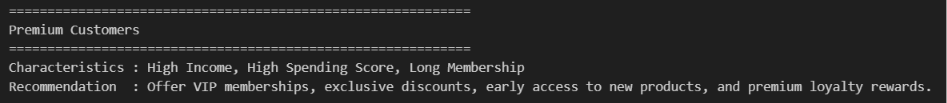 ============================================================
Premium Customers
============================================================
Characteristics : High Income, High Spending Score, Long Membership
Recommendation  : Offer VIP memberships, exclusive discounts, early access to new products, and premium loyalty rewards.